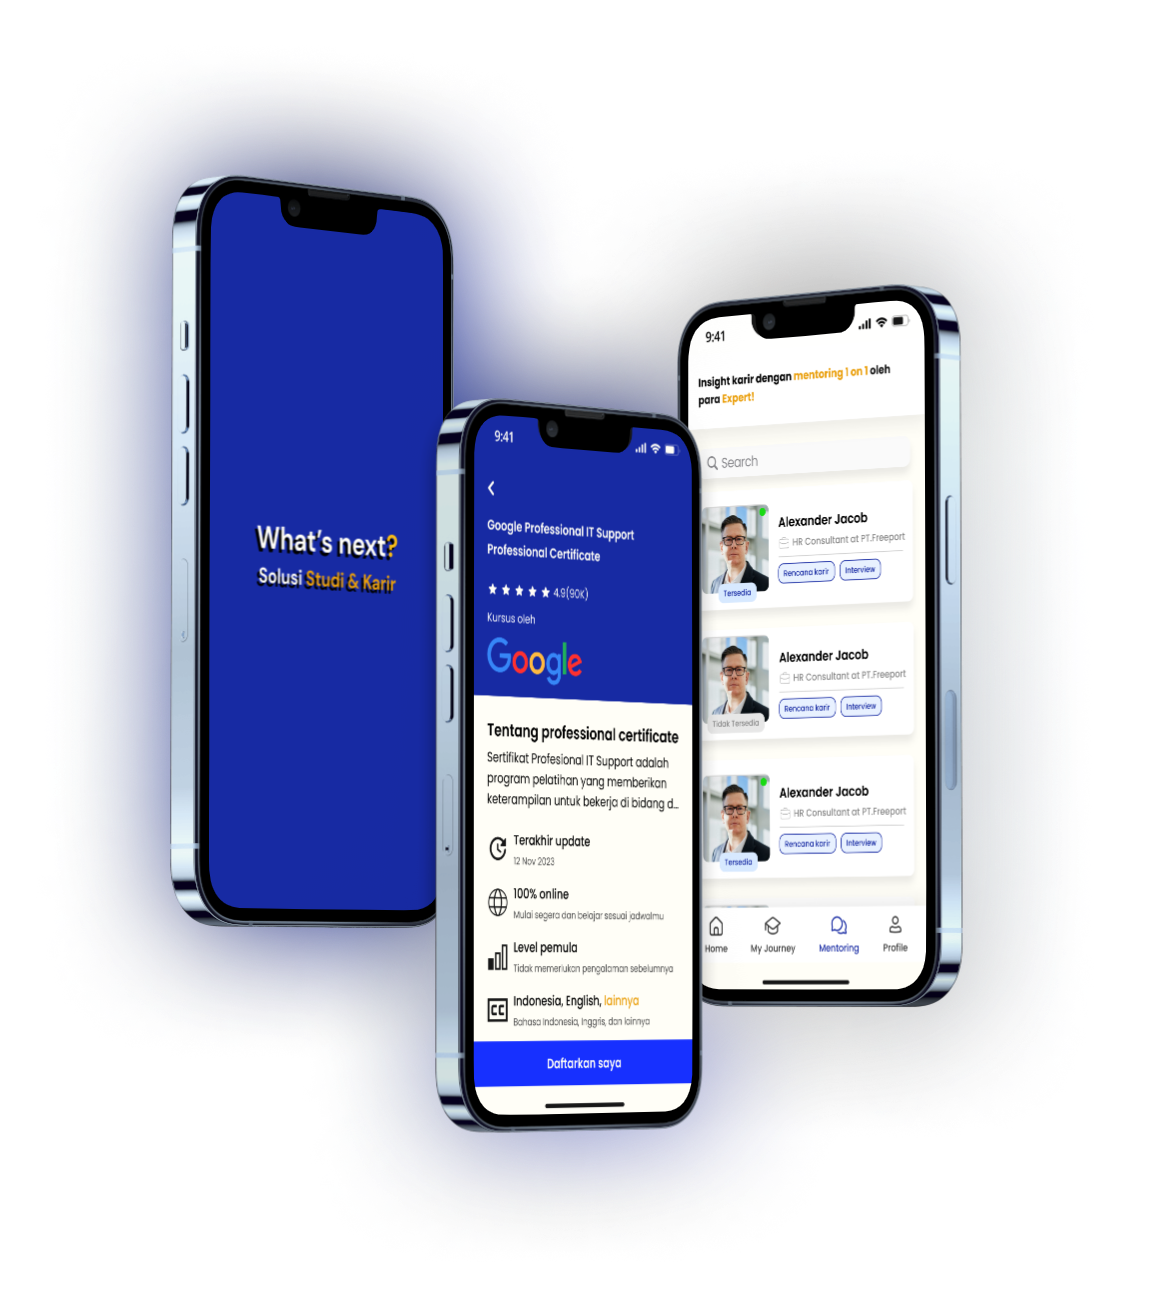 What's next?
Solusi Studi & Karir
9:41
Google Professional IT Support
Professional Certificate
4.9(90K)
Kursus oleh
Google
Tentang professional certificate
Sertifikat Profesional IT Support adalah
program pelatihan yang memberikan
keterampilan untuk bekerja di bidang d...
Terakhir update
12 Nov 2023
100% online
Mulai segera dan belajar sesuai jadwalmu
Level pemula
Tidak memerlukan pengalaman sebelumnya
CC
Indonesia, English, lainnya
Bahasa Indonesia, Inggris, dan lainnya
Daftarkan saya
9:41
Insight karir dengan mentoring 1 on 1 oleh
para Expert!
Search
Alexander Jacob
HR Consultant at PT.Freeport
Rencana karir
Interview
Tersedia
Alexander Jacob
HR Consultant at PT.Freeport
Rencana karir
Interview
Tidak Tersedia
Alexander Jacob
HR Consultant at PT.Freeport
Rencana karir
Interview
Tersedia
Home
My Journey
Mentoring
Profile